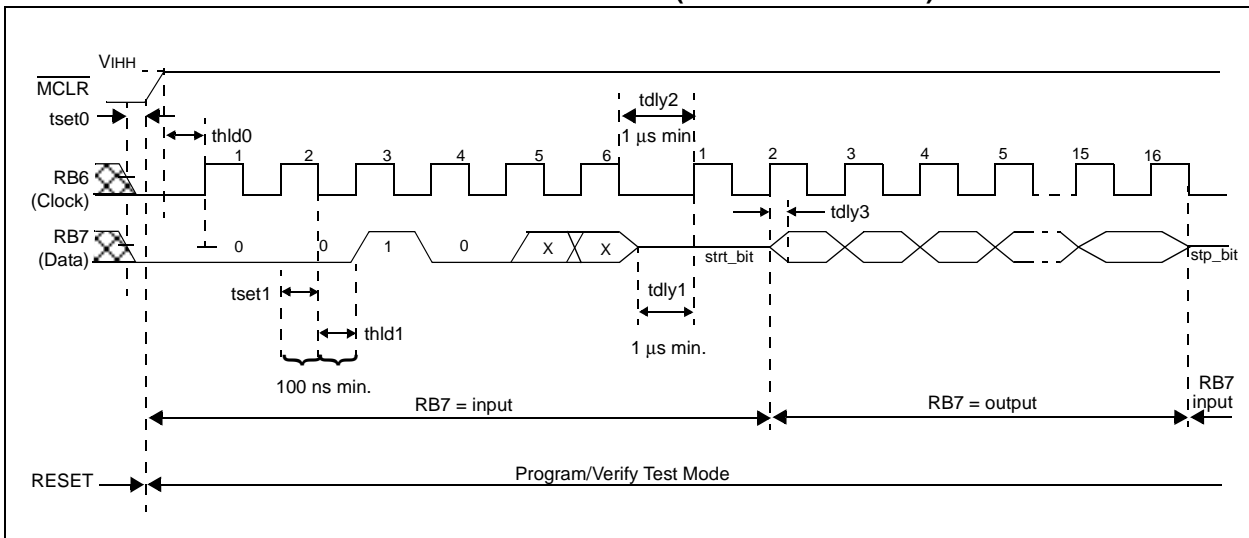 VIHH
MCLR
tset0
thld0
tdly2
1 µs min
1 2 3 4 5 6 1 2 3 4 5 15 16
RB6
(Clock)
tdly3
RB7
(Data)
0 0 1 0 X X strt_bit stp_bit
tset1
tdly1
thld1
1 µs min.
100 ns min.
RB7 = input
RB7 = output
RB7
input
RESET
Program/Verify Test Mode